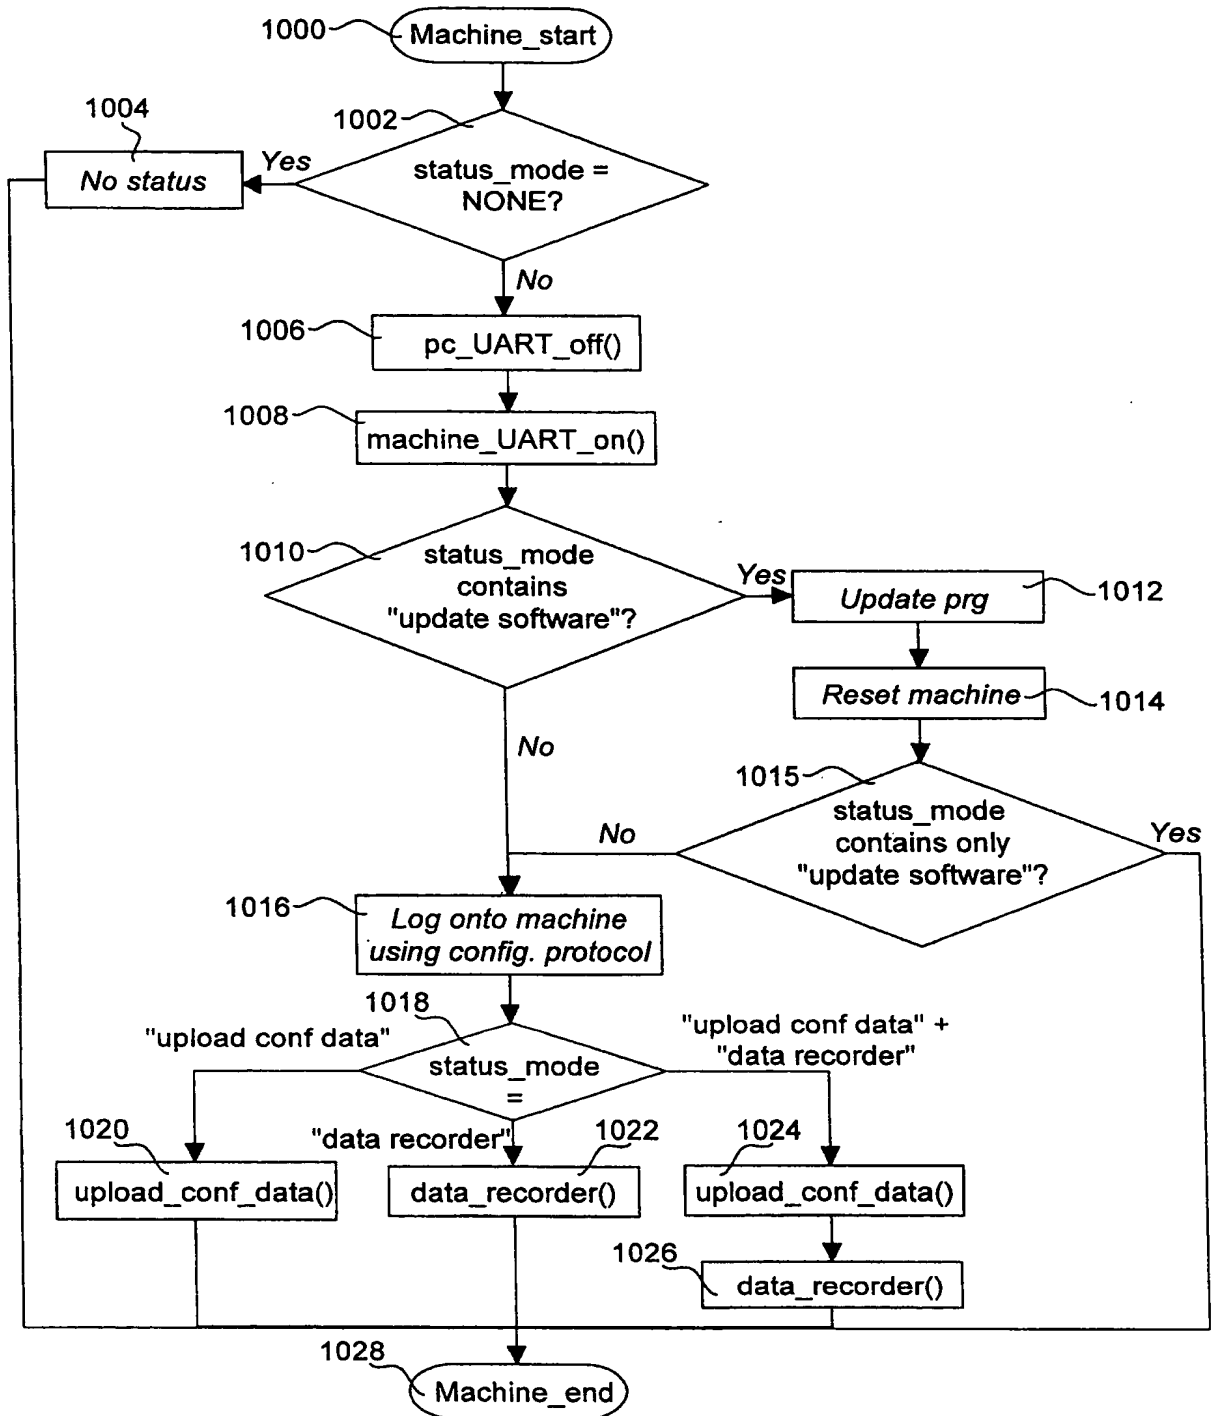 1000
Machine_start
1002
1004
status_mode =
NONE?
Yes
No status
No
1006
pc_UART_off()
1008
machine_UART_on()
1010
status_mode
contains
"update software"?
Yes
Update prg
1012
Reset machine
1014
No
1015
status_mode
contains only
"update software"?
No
Yes
1016
Log onto machine
using config. protocol
1018
status_mode
=
"upload conf data"
"data recorder"
"upload conf data" +
"data recorder"
1020
upload_conf_data()
1022
data_recorder()
1024
upload_conf_data()
1026
data_recorder()
1028
Machine_end